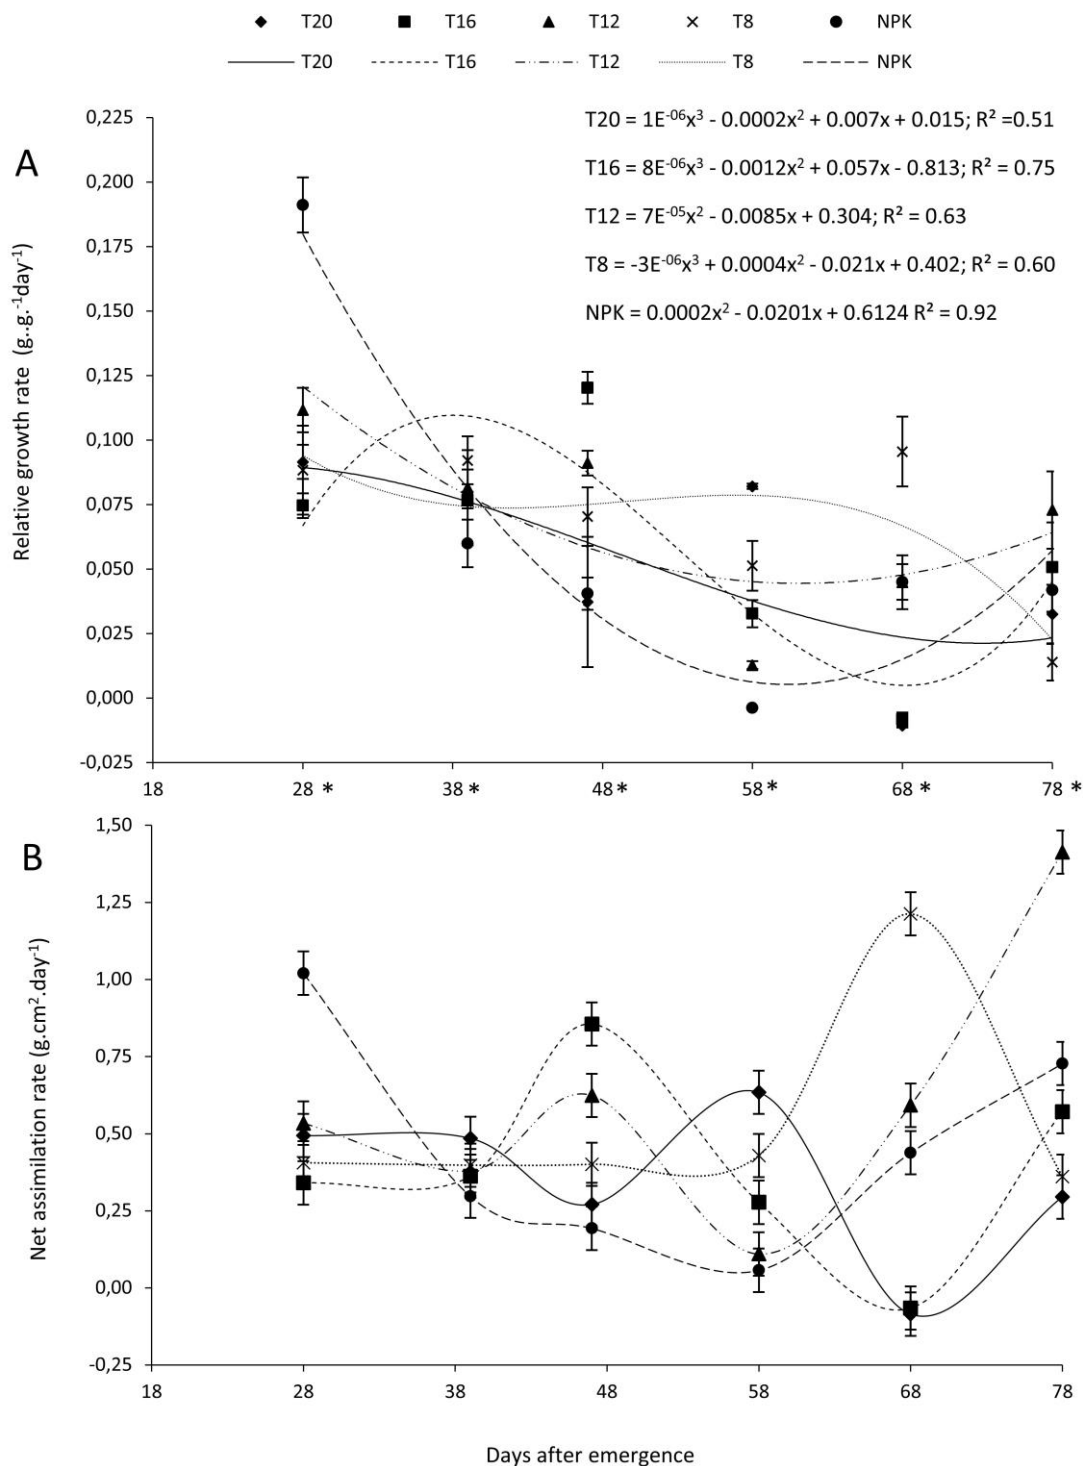 T20 T16 T12 T8 NPK
T20 T16 T12 T8 NPK
A
Relative growth rate (g..g.⁻¹day⁻¹)
0,225
0,200
0,175
0,150
0,125
0,100
0,075
0,050
0,025
0,000
-0,025
T20 = 1E⁻⁰⁶x³ - 0.0002x² + 0.007x + 0.015; R² =0.51
T16 = 8E⁻⁰⁶x³ - 0.0012x² + 0.057x - 0.813; R² = 0.75
T12 = 7E⁻⁰⁵x² - 0.0085x + 0.304; R² = 0.63
T8 = -3E⁻⁰⁶x³ + 0.0004x² - 0.021x + 0.402; R² = 0.60
NPK = 0.0002x² - 0.0201x + 0.6124 R² = 0.92
18 28 * 38 * 48 * 58 * 68 * 78 *
B
Net assimilation rate (g.cm².day⁻¹)
1,50
1,25
1,00
0,75
0,50
0,25
0,00
-0,25
18 28 38 48 58 68 78
Days after emergence